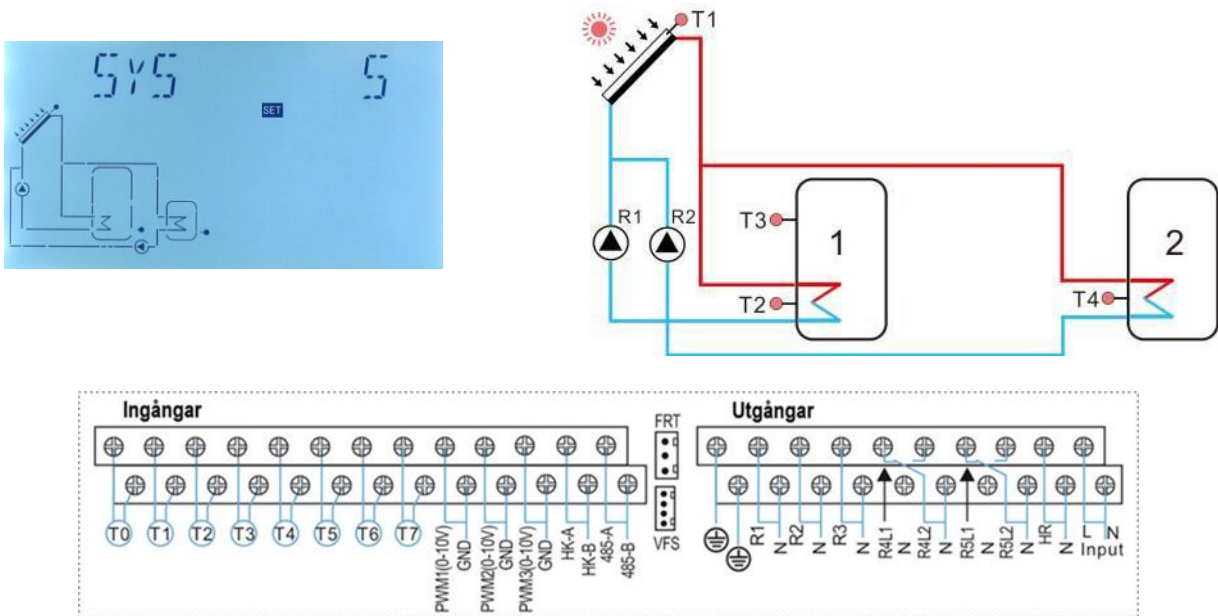 SYS 5
SET
T1
R1 R2
T3
1
2
T2
T4
Ingångar
FRT
Utgångar
T0 T1 T2 T3 T4 T5 T6 T7
PWM1(0-10V)
GND
PWM2(0-10V)
GND
PWM3(0-10V)
GND
HK-A
HK-B
485-A
485-B
VFS
R1
N
R2
N
R3
N
R4L1
N
R4L2
N
R5L1
N
R5L2
N
HR
N
L N
Input